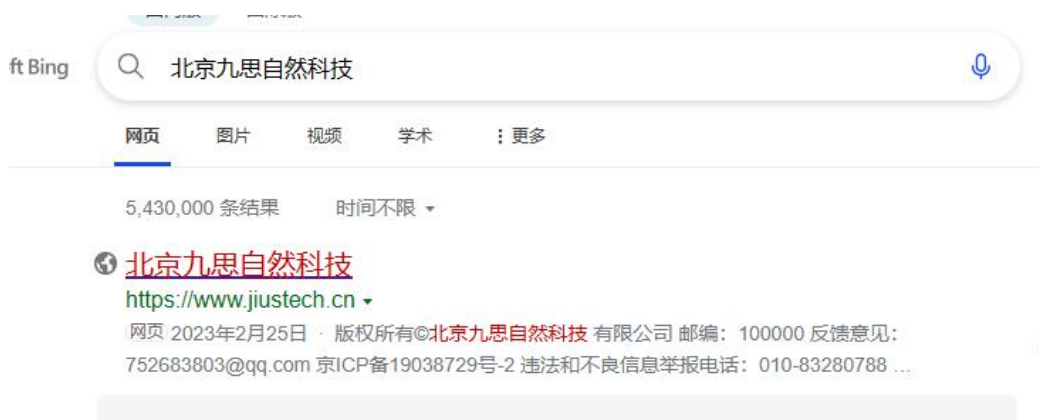 ft Bing
北京九思自然科技
网页 图片 视频 学术 ⋮ 更多
5,430,000 条结果 时间不限
北京九思自然科技
https://www.jiustech.cn
网页 2023年2月25日 · 版权所有©北京九思自然科技 有限公司 邮编：100000 反馈意见：
752683803@qq.com 京ICP备19038729号-2 违法和不良信息举报电话：010-83280788 ...